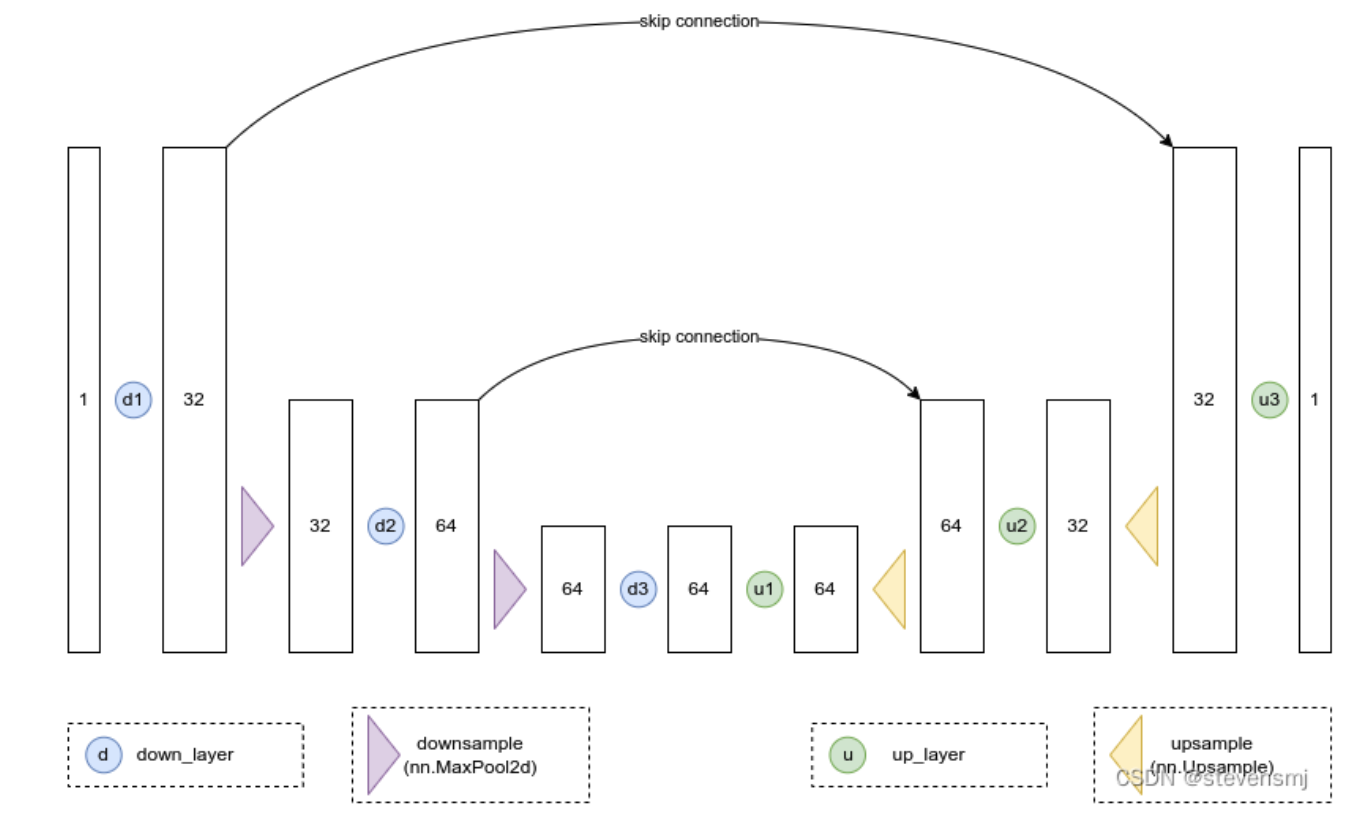 skip connection
skip connection
1
d1
32
32
u3
1
32
d2
64
64
u2
32
64
d3
64
u1
64
d
down_layer
downsample
(nn.MaxPool2d)
u
up_layer
upsample
(nn.Upsample)
CSDN @stevensmj